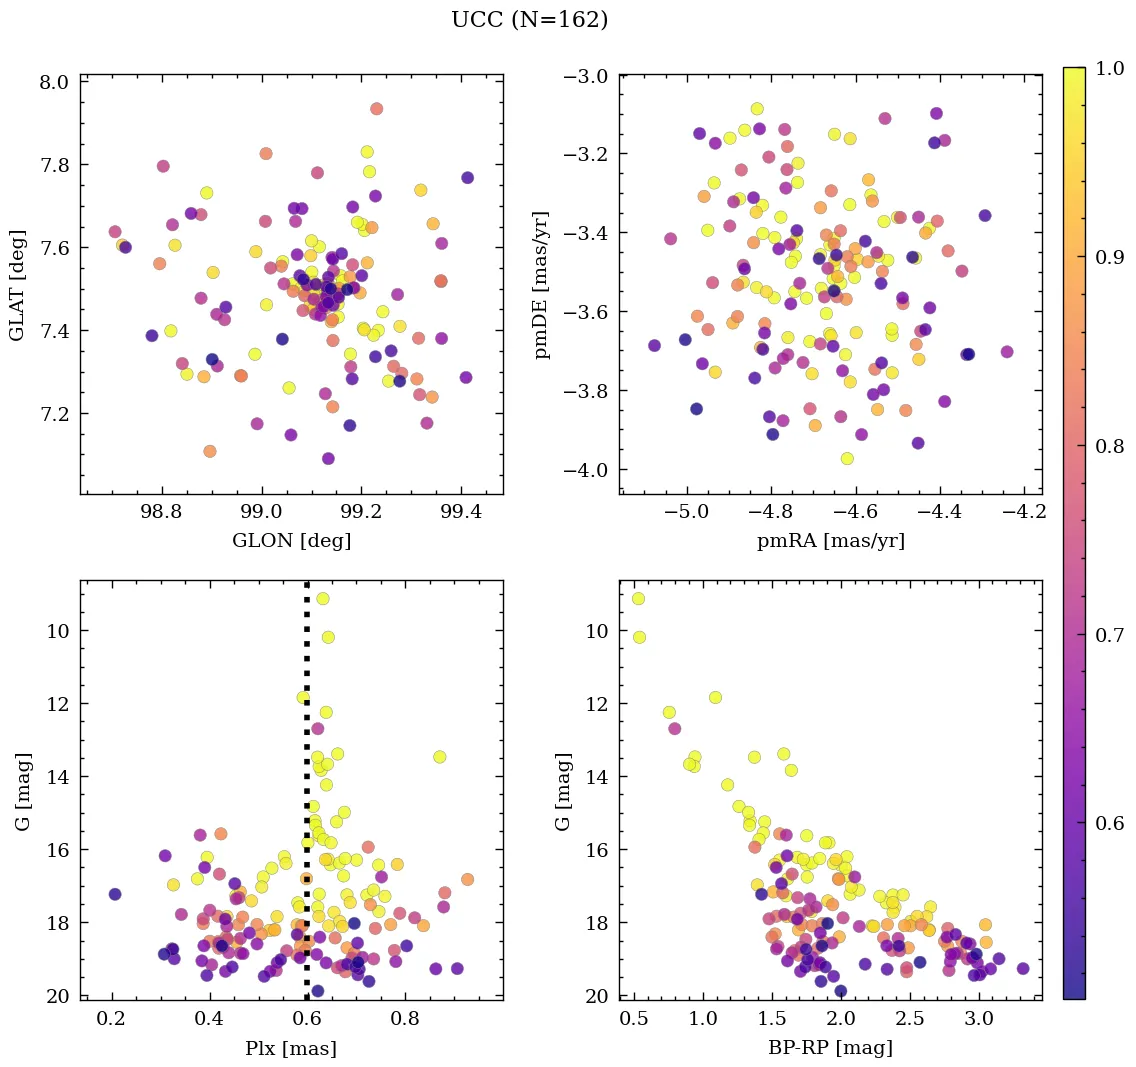 UCC (N=162)
8.0
7.8
7.6
7.4
7.2
GLAT [deg]
98.8 99.0 99.2 99.4
GLON [deg]
−3.0
−3.2
−3.4
−3.6
−3.8
−4.0
pmDE [mas/yr]
−5.0 −4.8 −4.6 −4.4 −4.2
pmRA [mas/yr]
10
12
14
16
18
20
G [mag]
0.2 0.4 0.6 0.8
Plx [mas]
10
12
14
16
18
20
G [mag]
0.5 1.0 1.5 2.0 2.5 3.0
BP-RP [mag]
1.0
0.9
0.8
0.7
0.6